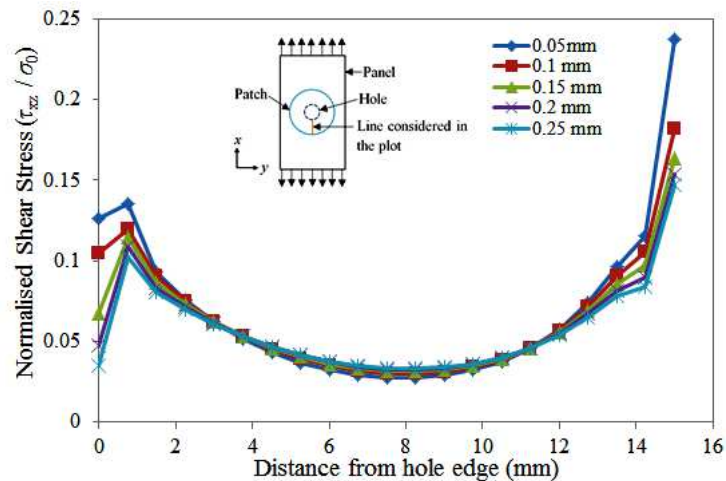 Normalised Shear Stress (τxz / σ0)
0.25
0.2
0.15
0.1
0.05
0
0 2 4 6 8 10 12 14 16
Distance from hole edge (mm)
Panel
Patch
Hole
Line considered in
the plot
x
y
0.05mm
0.1 mm
0.15 mm
0.2 mm
0.25 mm